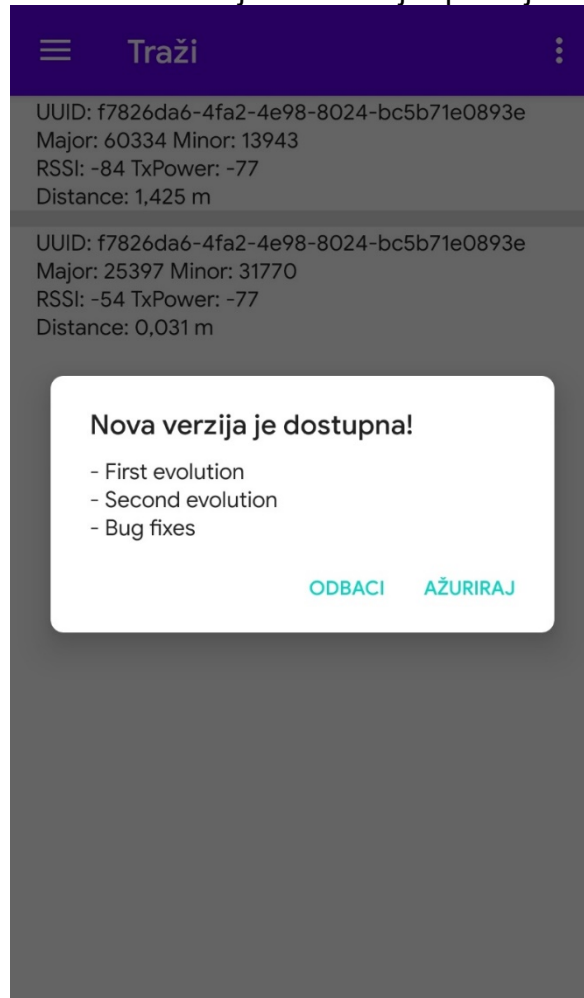 Traži
UUID: f7826da6-4fa2-4e98-8024-bc5b71e0893e
Major: 60334 Minor: 13943
RSSI: -84 TxPower: -77
Distance: 1,425 m
UUID: f7826da6-4fa2-4e98-8024-bc5b71e0893e
Major: 25397 Minor: 31770
RSSI: -54 TxPower: -77
Distance: 0,031 m
Nova verzija je dostupna!
- First evolution
- Second evolution
- Bug fixes
ODBACI AŽURIRAJ